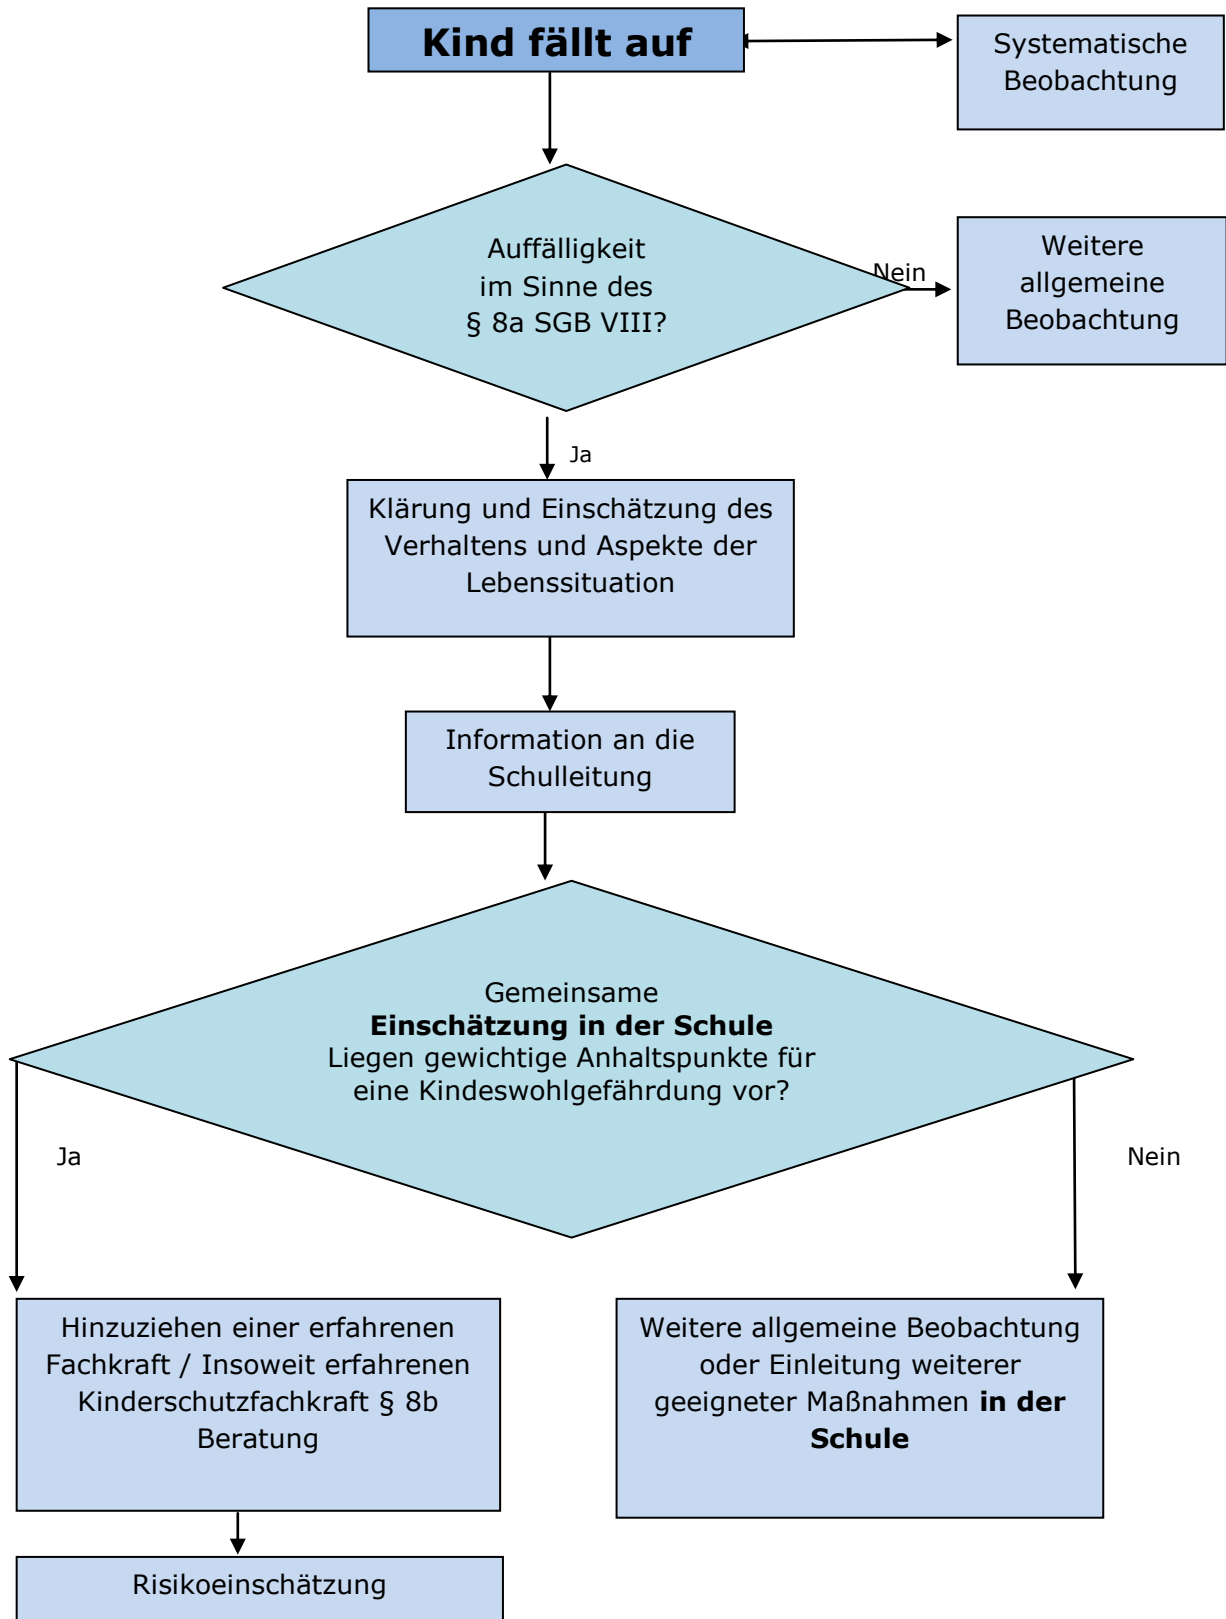 Kind fällt auf
Systematische
Beobachtung
Auffälligkeit
im Sinne des
§ 8a SGB VIII?
Nein
Weitere
allgemeine
Beobachtung
Ja
Klärung und Einschätzung des
Verhaltens und Aspekte der
Lebenssituation
Information an die
Schulleitung
Gemeinsame
Einschätzung in der Schule
Liegen gewichtige Anhaltspunkte für
eine Kindeswohlgefährdung vor?
Ja
Nein
Hinzuziehen einer erfahrenen
Fachkraft / Insoweit erfahrenen
Kinderschutzfachkraft § 8b
Beratung
Weitere allgemeine Beobachtung
oder Einleitung weiterer
geeigneter Maßnahmen in der
Schule
Risikoeinschätzung